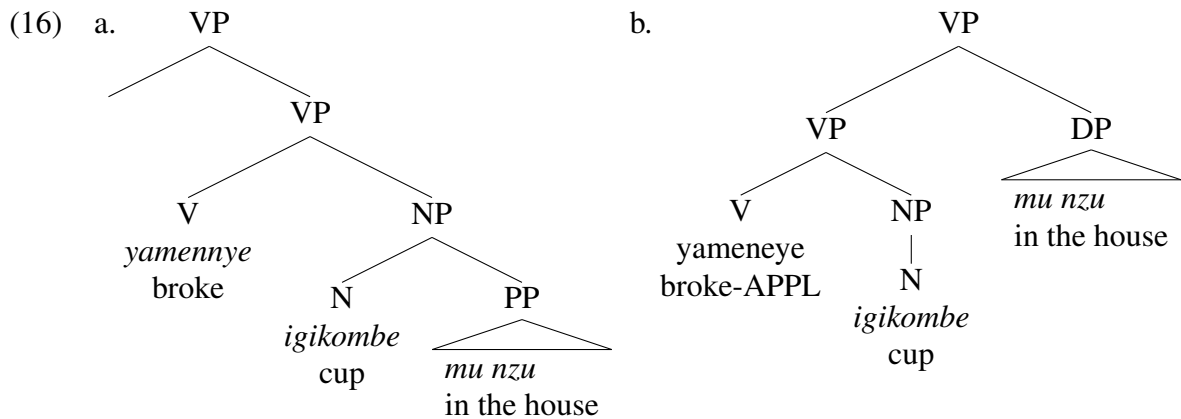 (16) a. VP b. VP
VP VP DP
V NP V NP mu nzu
in the house
yamennye yameneye
broke N PP broke-APPL N
igikombe igikombe
cup mu nzu cup
in the house